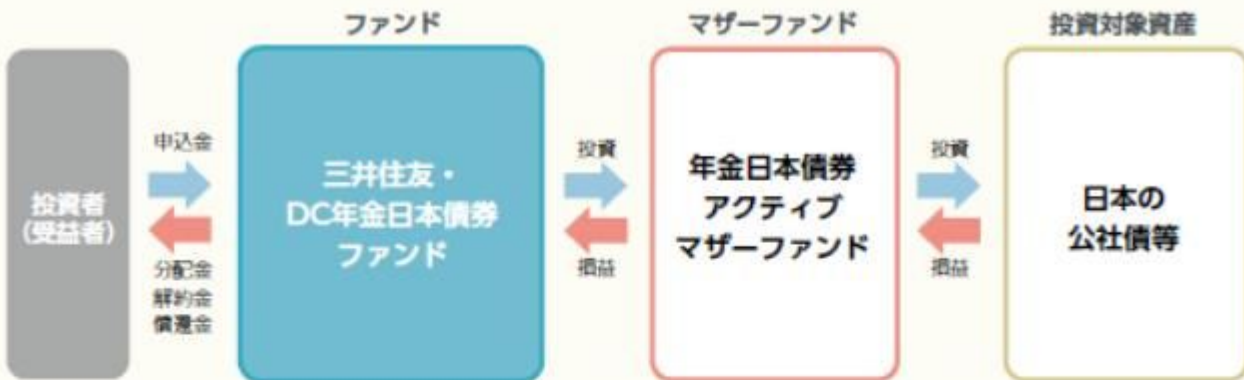 ファンド
マザーファンド
投資対象資産
投資者
(受益者)
申込金
分配金
解約金
償還金
三井住友・
DC年金日本債券
ファンド
投資
損益
年金日本債券
アクティブ
マザーファンド
投資
損益
日本の
公社債等